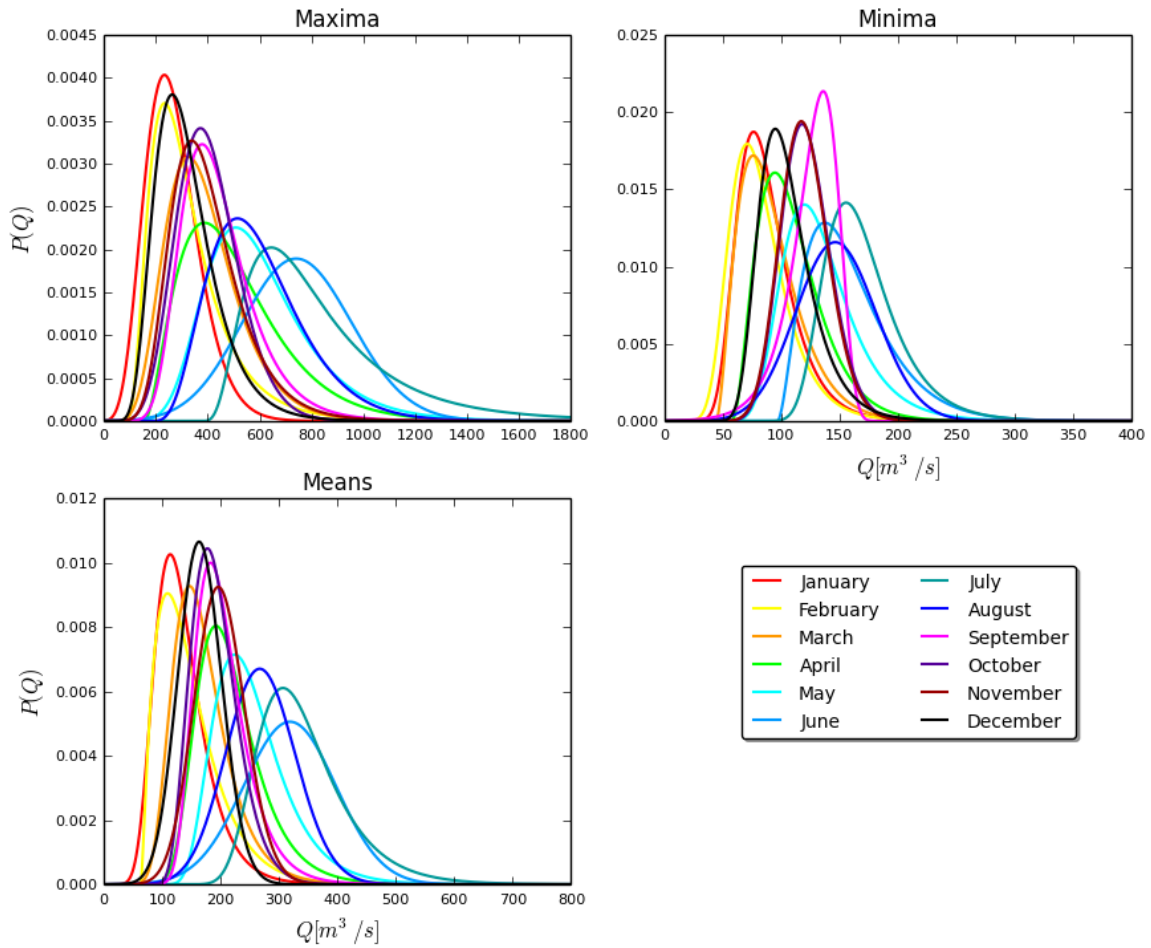 Maxima
0.0045
0.0040
0.0035
0.0030
0.0025
0.0020
0.0015
0.0010
0.0005
0.0000
P(Q)
0 200 400 600 800 1000 1200 1400 1600 1800
Minima
0.025
0.020
0.015
0.010
0.005
0.000
0 50 100 150 200 250 300 350 400
Q[m³ /s]
Means
0.012
0.010
0.008
0.006
0.004
0.002
0.000
P(Q)
0 100 200 300 400 500 600 700 800
Q[m³ /s]
January
February
March
April
May
June
July
August
September
October
November
December